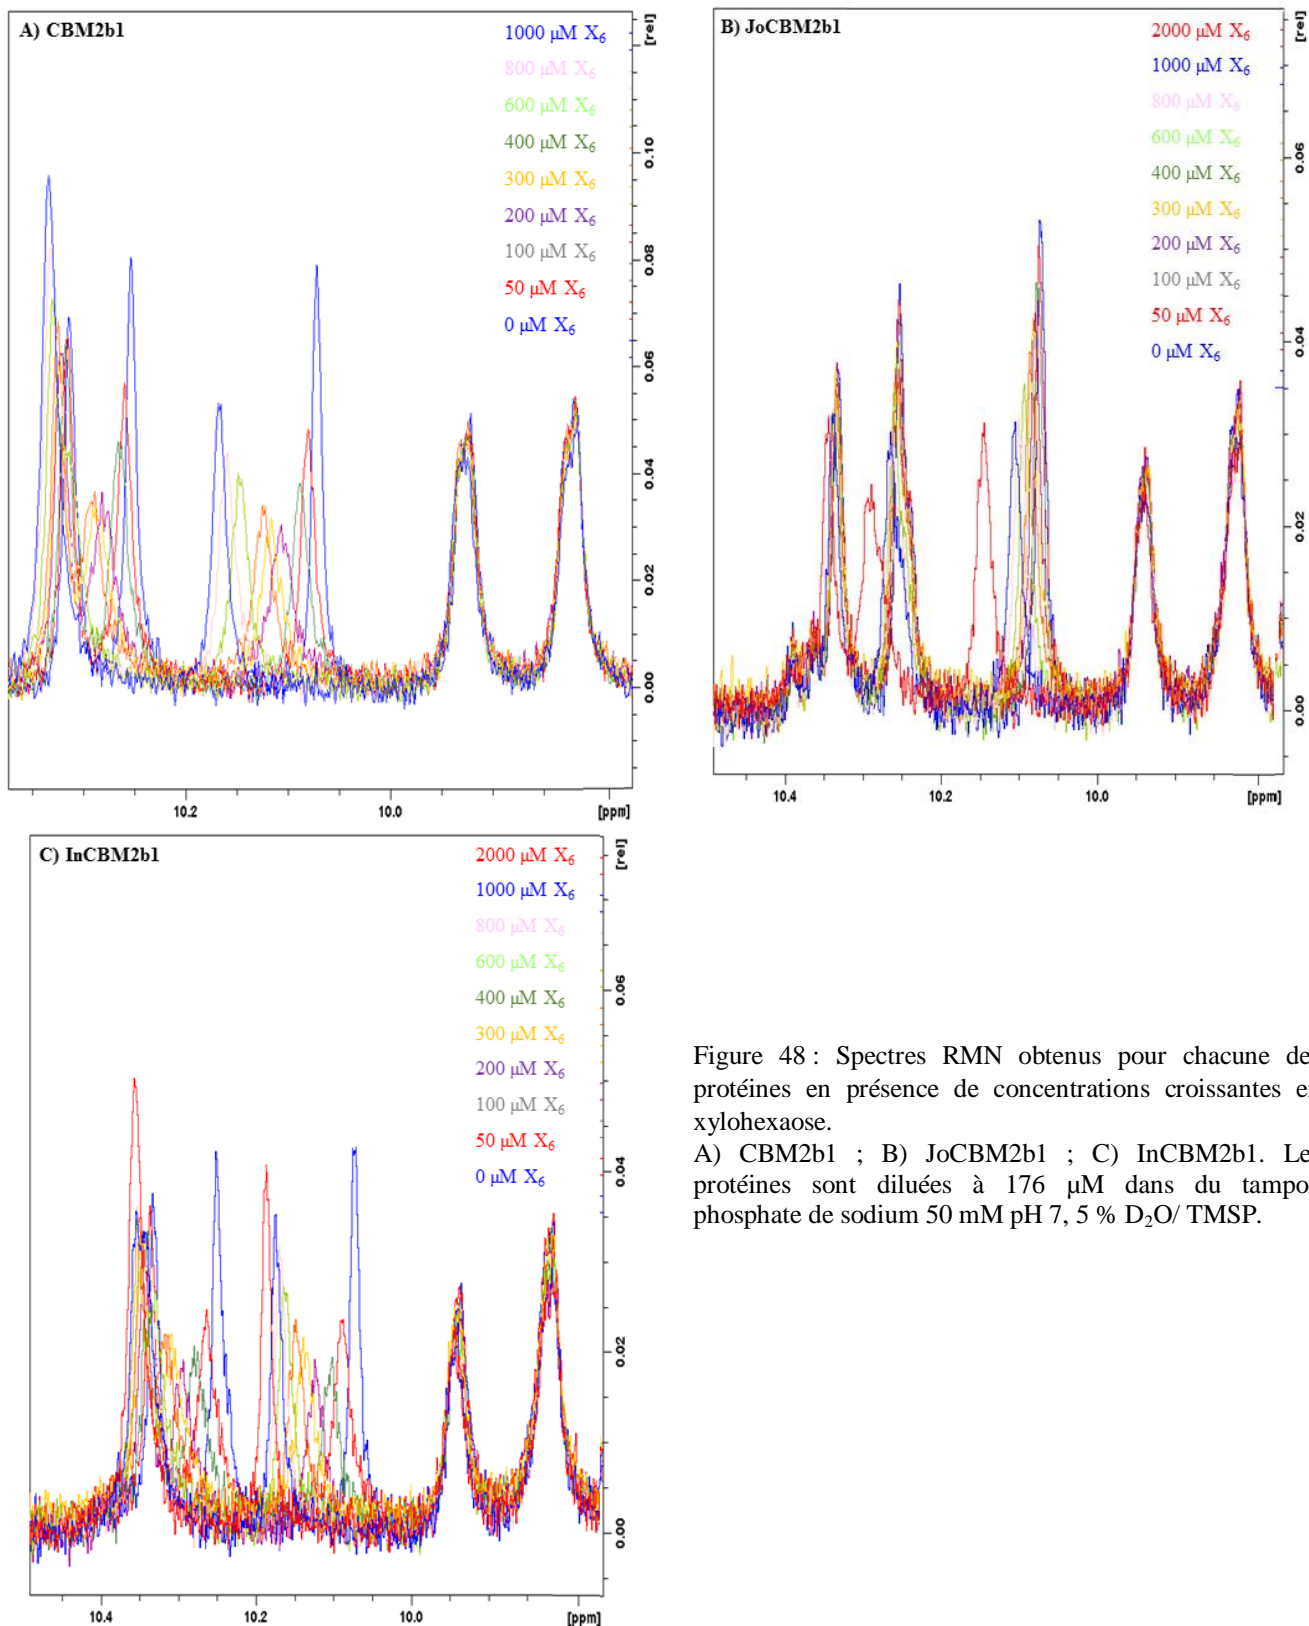 A) CBM2b1
1000 µM X6
800 µM X6
600 µM X6
400 µM X6
300 µM X6
200 µM X6
100 µM X6
50 µM X6
0 µM X6
[rel]
0.10
0.08
0.06
0.04
0.02
0.00
10.2
10.0
[ppm]
B) JoCBM2b1
2000 µM X6
1000 µM X6
800 µM X6
600 µM X6
400 µM X6
300 µM X6
200 µM X6
100 µM X6
50 µM X6
0 µM X6
[rel]
0.06
0.04
0.02
0.00
10.4
10.2
10.0
[ppm]
C) InCBM2b1
2000 µM X6
1000 µM X6
800 µM X6
600 µM X6
400 µM X6
300 µM X6
200 µM X6
100 µM X6
50 µM X6
0 µM X6
[rel]
0.06
0.04
0.02
0.00
10.4
10.2
10.0
[ppm]
Figure 48 : Spectres RMN obtenus pour chacune de
protéines en présence de concentrations croissantes e
xylohexaose.
A) CBM2b1 ; B) JoCBM2b1 ; C) InCBM2b1. Le
protéines sont diluées à 176 µM dans du tampo
phosphate de sodium 50 mM pH 7, 5 % D2O/ TMSP.